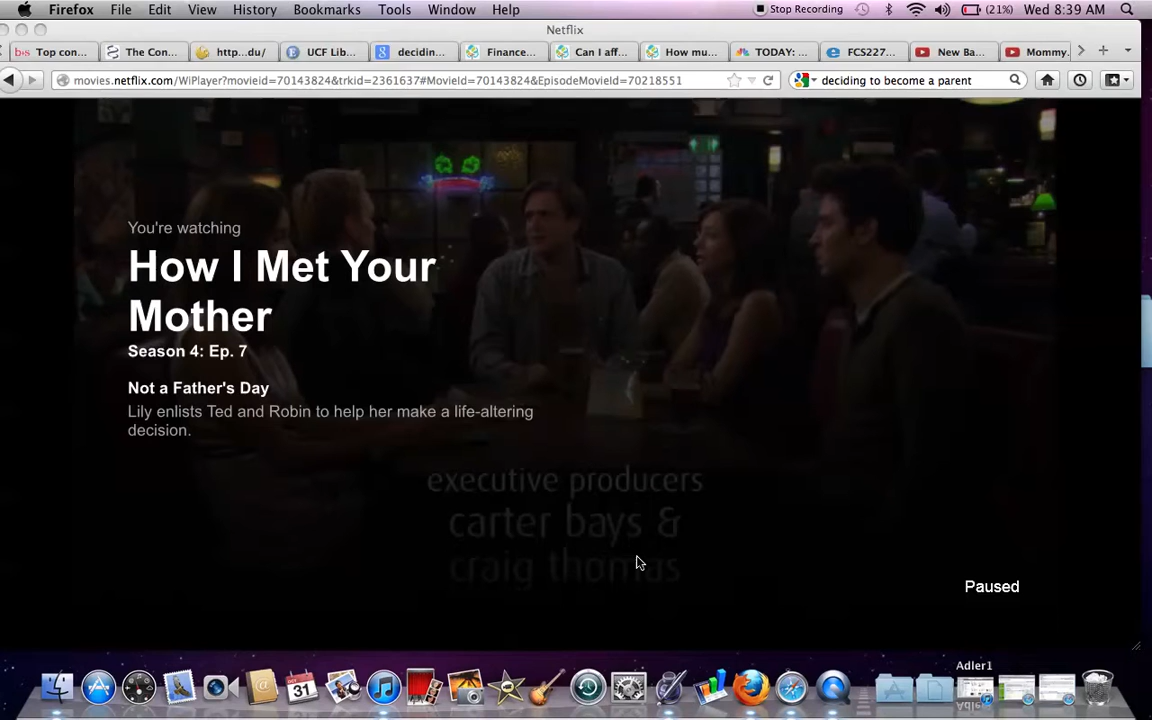 Firefox File Edit View History Bookmarks Tools Window Help Stop Recording (21%) Wed 8:39 AM
Netflix
Top con... The Con... http...du/ UCF Lib... decidin... Finance... Can I aff... How mu... TODAY: ... FCS227... New Ba... Mommy.
movies.netflix.com/WiPlayer?movieid=70143824&trkid=2361637#MovieId=70143824&EpisodeMovieId=70218551 deciding to become a parent
You're watching
How I Met Your
Mother
Season 4: Ep. 7
Not a Father's Day
Lily enlists Ted and Robin to help her make a life-altering
decision.
executive producers
carter bays &
craig thomas
Paused
Adler1
31